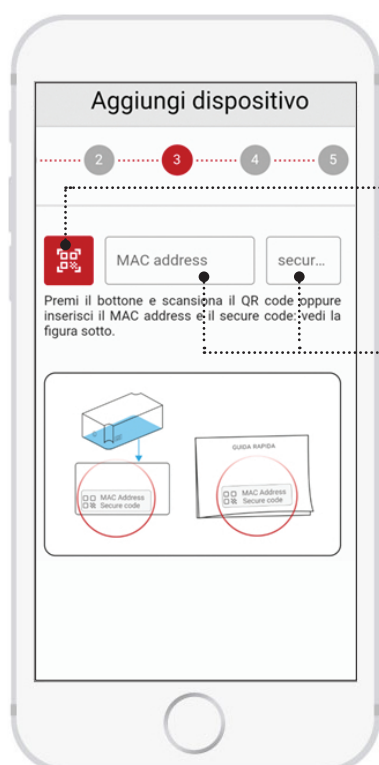 Aggiungi dispositivo
2 3 4 5
MAC address secur...
Premi il bottone e scansiona il QR code oppure
inserisci il MAC address e il secure code: vedi la
figura sotto.
GUIDA RAPIDA
MAC Address
Secure code
MAC Address
Secure code